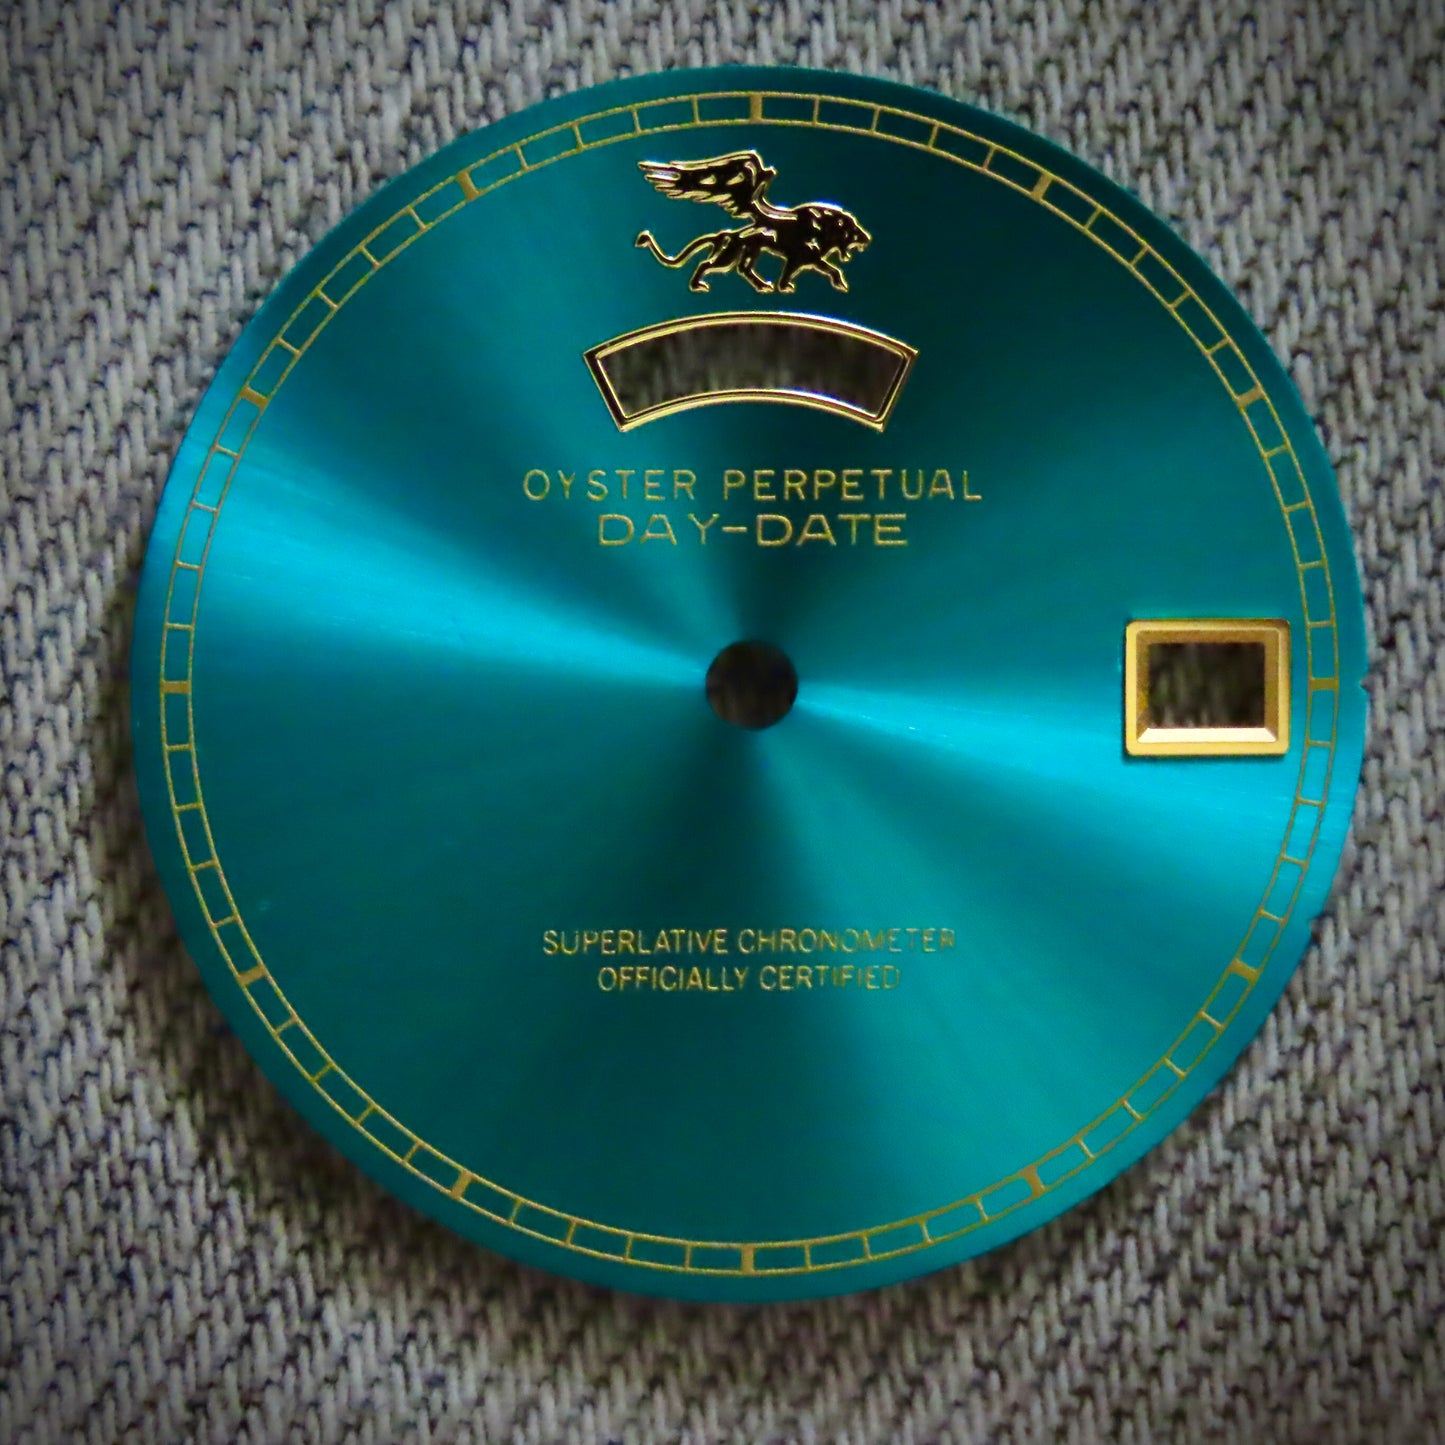 OYSTER PERPETUAL
DAY-DATE
SUPERLATIVE CHRONOMETER
OFFICIALLY CERTIFIED